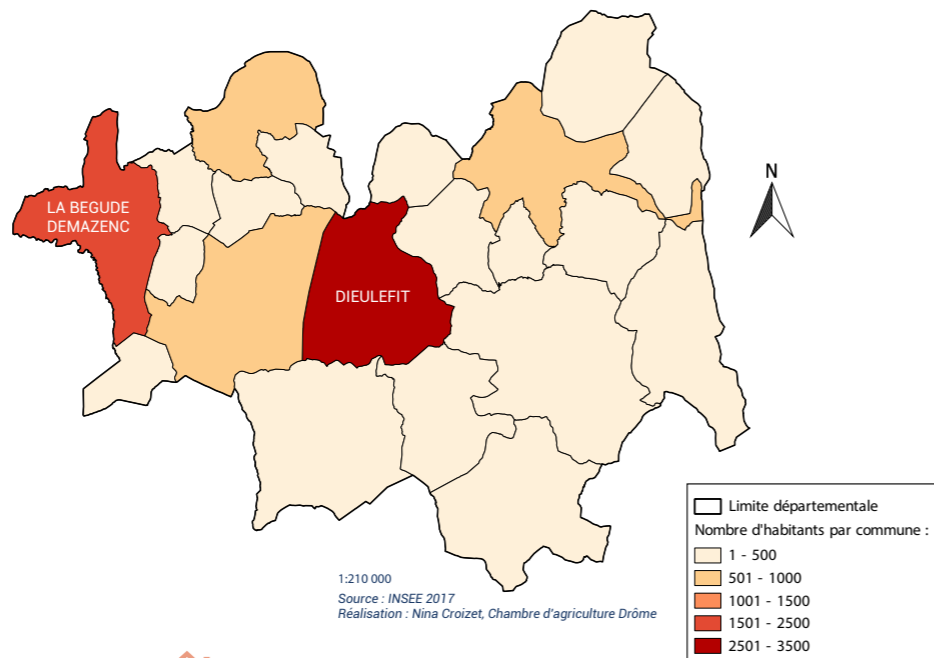 N
LA BEGUDE
DEMAZENC
DIEULEFIT
Limite départementale
Nombre d'habitants par commune :
1 - 500
501 - 1000
1001 - 1500
1501 - 2500
2501 - 3500
1:210 000
Source : INSEE 2017
Réalisation : Nina Croizet, Chambre d'agriculture Drôme